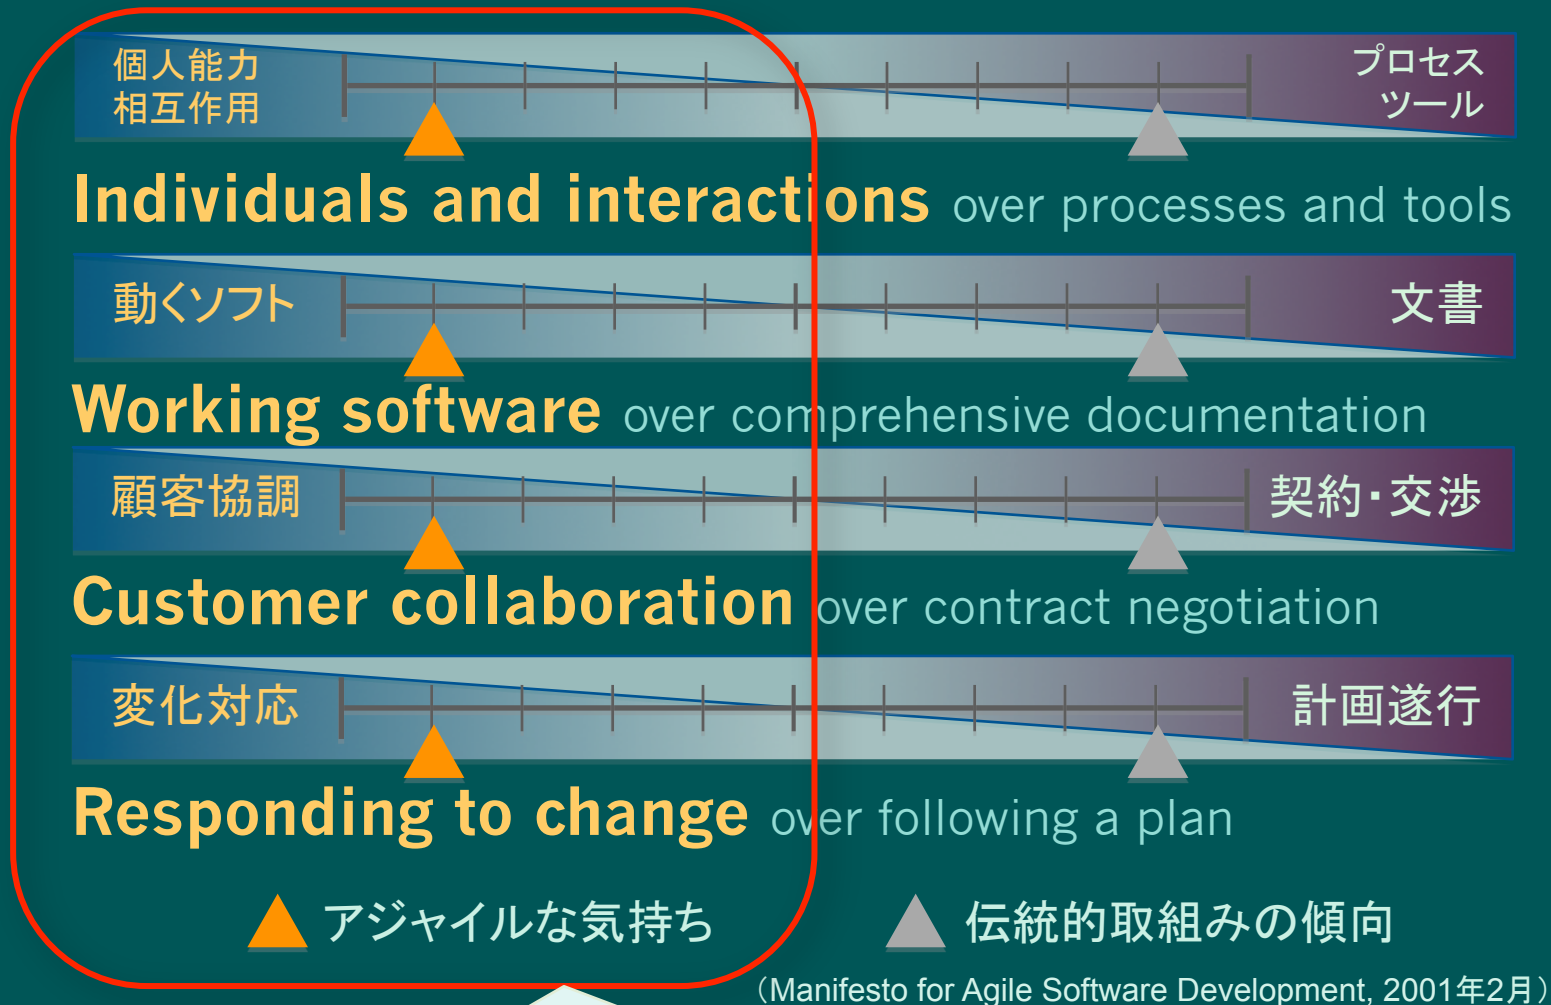 個人能力
相互作用
プロセス
ツール
Individuals and interactions over processes and tools
動くソフト
文書
Working software over comprehensive documentation
顧客協調
契約・交渉
Customer collaboration over contract negotiation
変化対応
計画遂行
Responding to change over following a plan
アジャイルな気持ち
伝統的取組みの傾向
（Manifesto for Agile Software Development, 2001年2月）